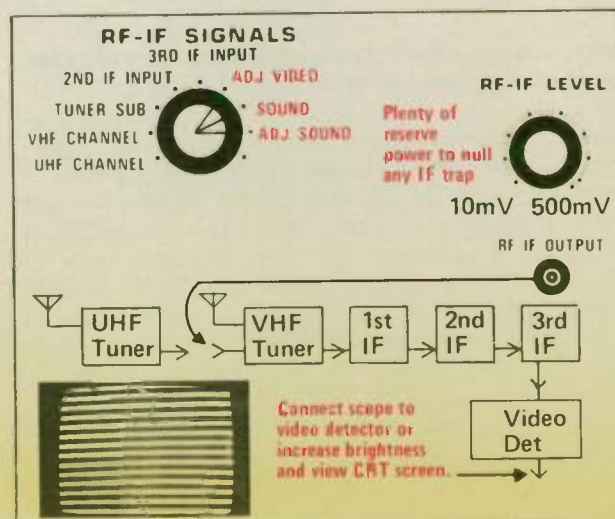 RF-IF SIGNALS
3RD IF INPUT
2ND IF INPUT
ADJ VIDEO
TUNER SUB
SOUND
VHF CHANNEL
ADJ SOUND
UHF CHANNEL
RF-IF LEVEL
Plenty of
reserve
power to null
any IF trap
10mV 500mV
RF IF OUTPUT
UHF
Tuner
VHF
Tuner
1st
IF
2nd
IF
3rd
IF
Connect scope to
video detector or
increase brightness
and view CRT screen.
Video
Det